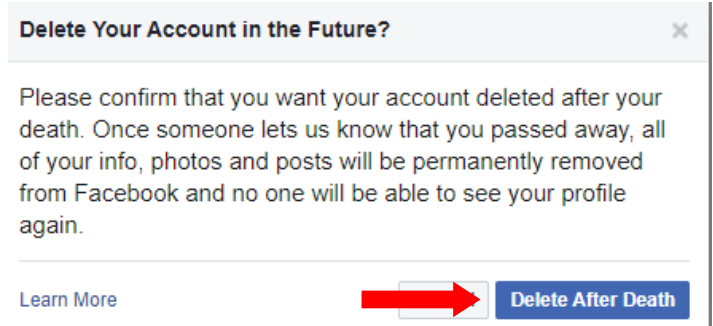 Delete Your Account in the Future?
Please confirm that you want your account deleted after your
death. Once someone lets us know that you passed away, all
of your info, photos and posts will be permanently removed
from Facebook and no one will be able to see your profile
again.
Learn More
Delete After Death